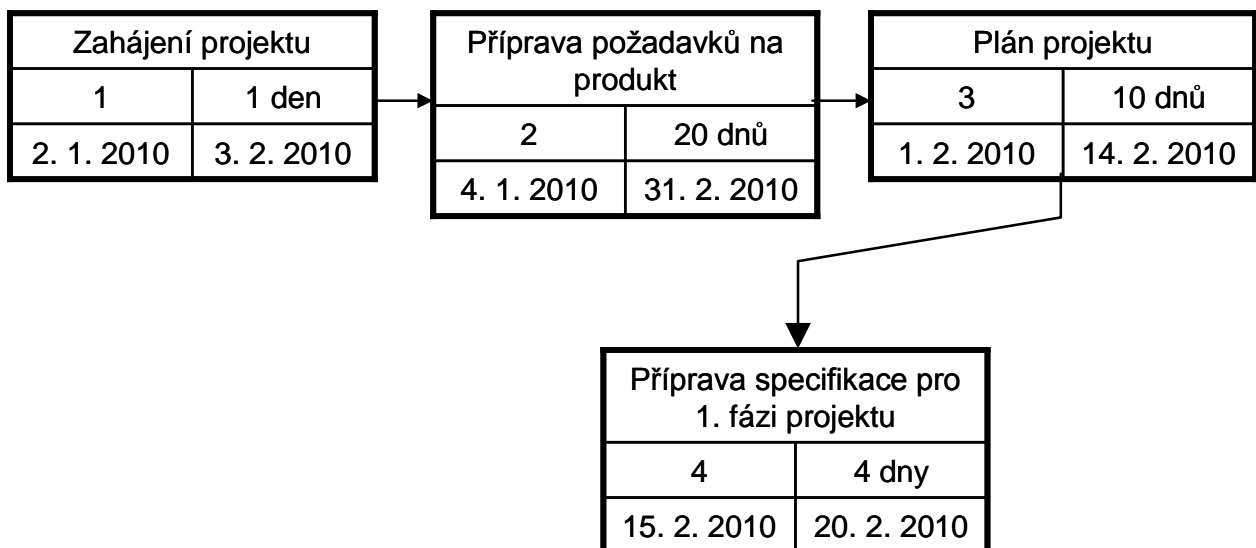 Zahájení projektu
1
1 den
2. 1. 2010
3. 2. 2010
Příprava požadavků na
produkt
2
20 dnů
4. 1. 2010
31. 2. 2010
Plán projektu
3
10 dnů
1. 2. 2010
14. 2. 2010
Příprava specifikace pro
1. fázi projektu
4
4 dny
15. 2. 2010
20. 2. 2010